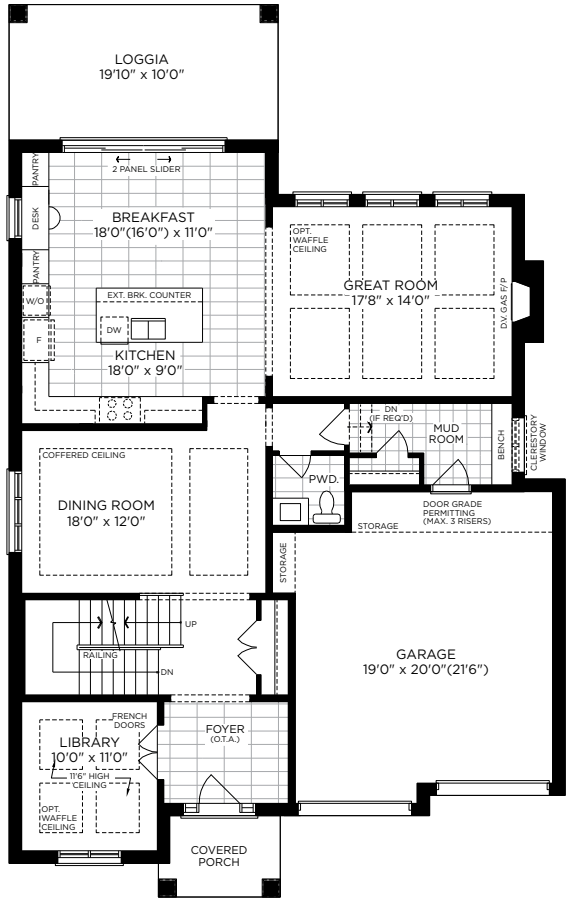 LOGGIA
19'10" x 10'0"
2 PANEL SLIDER
PANTRY
DESK
PANTRY
W/O
F
BREAKFAST
18'0"(16'0") x 11'0"
EXT. BRK. COUNTER
DW
KITCHEN
18'0" x 9'0"
OPT.
WAFFLE
CEILING
GREAT ROOM
17'8" x 14'0"
D.V. GAS F/P
DN
(IF REQ'D)
MUD
ROOM
BENCH
CLERESTORY
WINDOW
COFFERED CEILING
DINING ROOM
18'0" x 12'0"
PWD.
DOOR GRADE
PERMITTING
(MAX. 3 RISERS)
STORAGE
STORAGE
UP
RAILING
DN
GARAGE
19'0" x 20'0"(21'6")
FRENCH
DOORS
LIBRARY
10'0" x 11'0"
11'6" HIGH
CEILING
OPT.
WAFFLE
CEILING
FOYER
(O.T.A.)
COVERED
PORCH